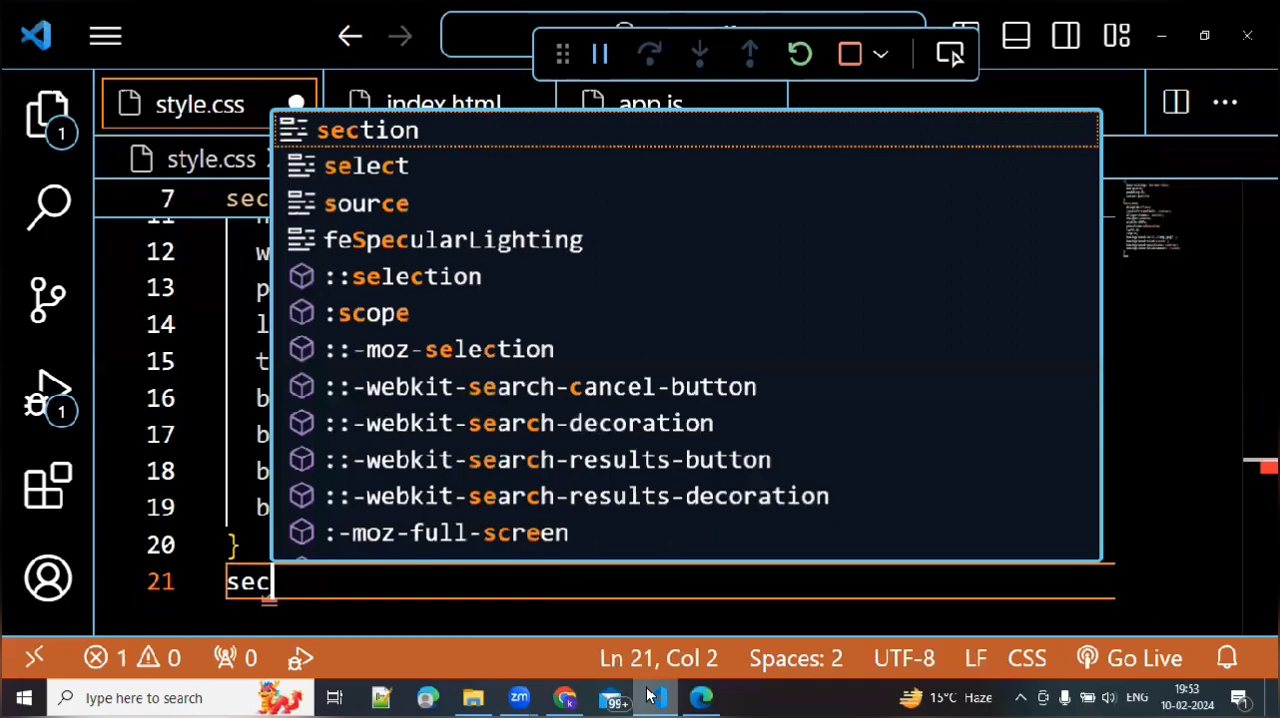 style.css
index.html
app.js
1
style.css
7 sec
11
12 w
13 p
14 l
15 t
16 b
17 b
18 b
19 b
20 }
21 sec
section
select
source
feSpecularLighting
::selection
:scope
::-moz-selection
::-webkit-search-cancel-button
::-webkit-search-decoration
::-webkit-search-results-button
::-webkit-search-results-decoration
:-moz-full-screen
1
1 0 0
Ln 21, Col 2
Spaces: 2
UTF-8
LF
CSS
Go Live
Type here to search
zm
k
99+
15°C Haze
ENG
19:53
10-02-2024
1